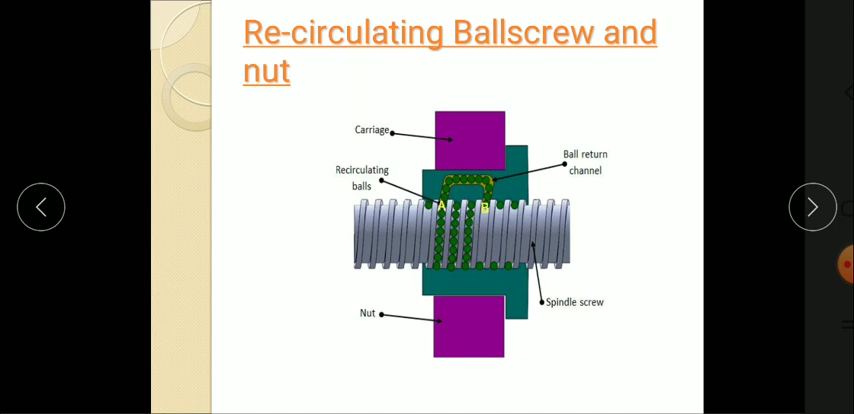 Re-circulating Ballscrew and
nut
Carriage
Ball return
channel
Recirculating
balls
A
B
Spindle screw
Nut